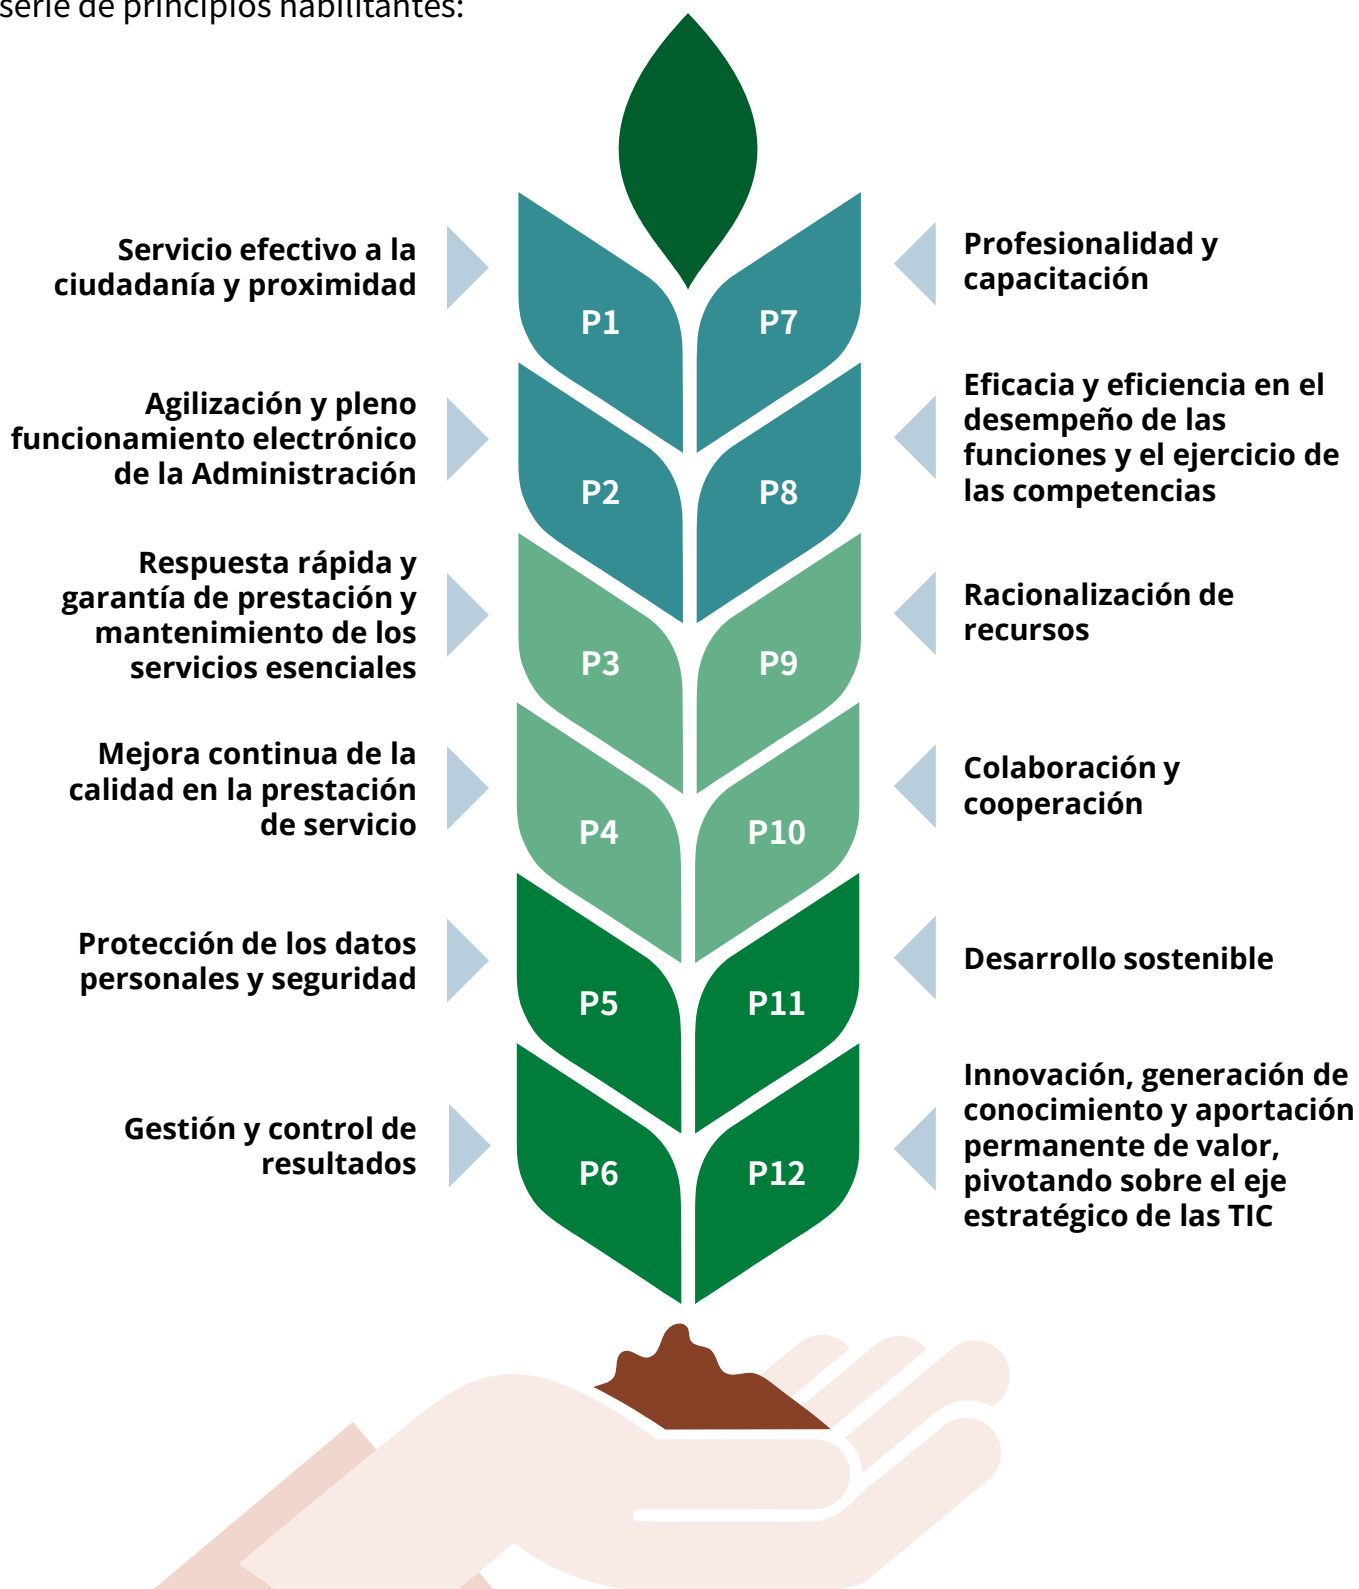 serie de principios habilitantes:
Servicio efectivo a la
ciudadanía y proximidad
P1
Agilización y pleno
funcionamiento electrónico
de la Administración
P2
Respuesta rápida y
garantía de prestación y
mantenimiento de los
servicios esenciales
P3
Mejora continua de la
calidad en la prestación
de servicio
P4
Protección de los datos
personales y seguridad
P5
Gestión y control de
resultados
P6
Profesionalidad y
capacitación
P7
Eficacia y eficiencia en el
desempeño de las
funciones y el ejercicio de
las competencias
P8
Racionalización de
recursos
P9
Colaboración y
cooperación
P10
Desarrollo sostenible
P11
Innovación, generación de
conocimiento y aportación
permanente de valor,
pivotando sobre el eje
estratégico de las TIC
P12